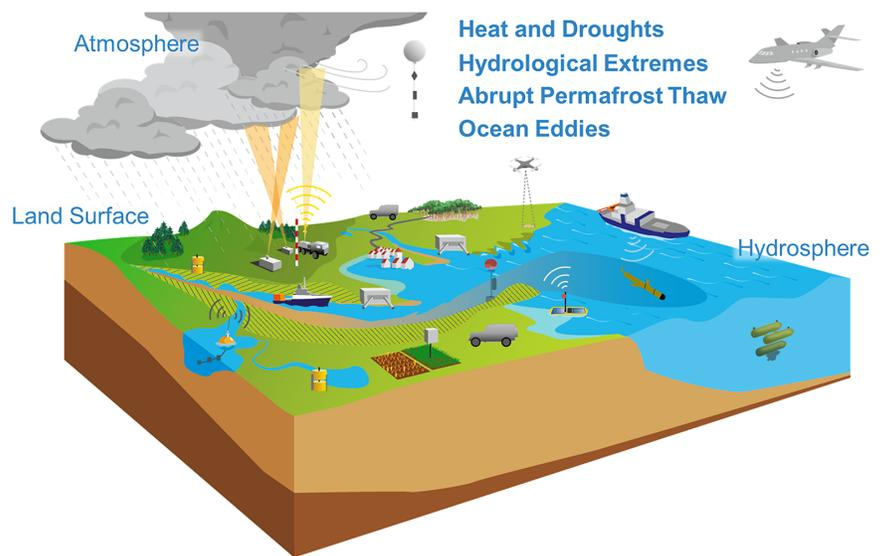 Atmosphere
Heat and Droughts
Hydrological Extremes
Abrupt Permafrost Thaw
Ocean Eddies
Land Surface
Hydrosphere